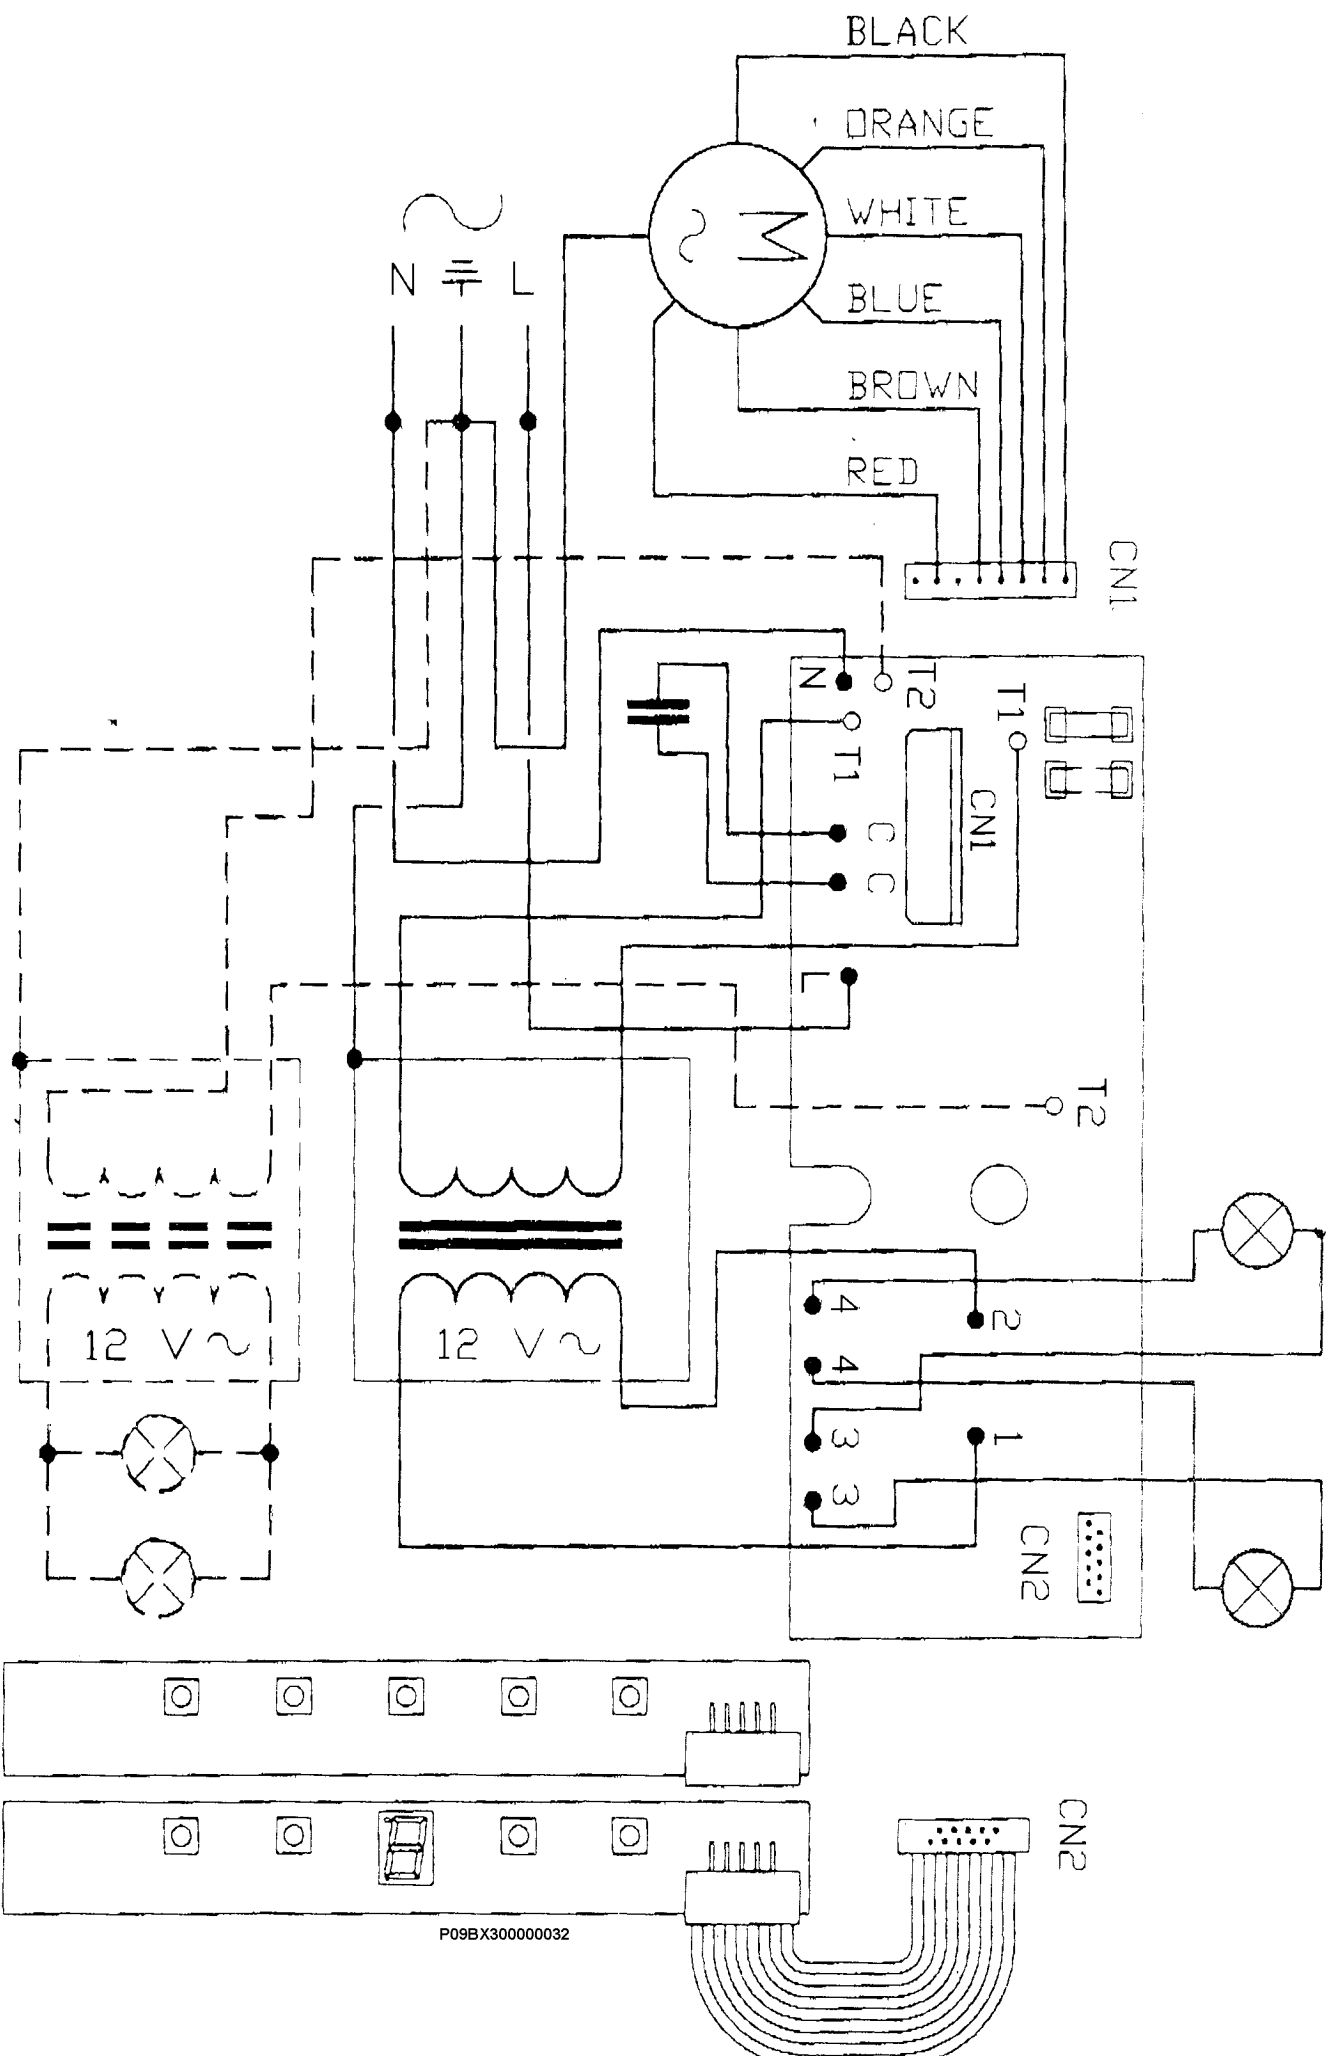 BLACK
ORANGE
WHITE
BLUE
BROWN
RED
M
N
L
CN1
N
T2
T1
T1
CN1
C
C
L
T2
4
2
4
3
1
3
CN2
12 V ~
12 V ~
CN2
P09BX300000032